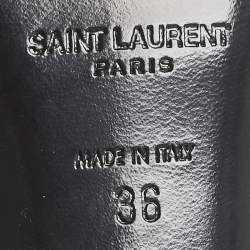 SAINT LAURENT
PARIS
MADE IN ITALY
36